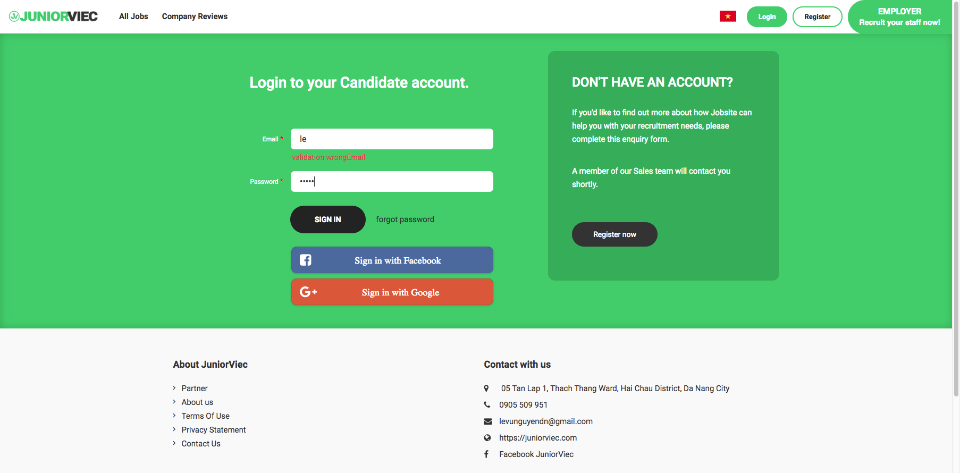 JUNIORVIEC
All Jobs
Company Reviews
Login
Register
EMPLOYER
Recruit your staff now!
Login to your Candidate account.
Email *
le
validation.wrongEmail
Password *
•••••
SIGN IN
forgot password
Sign in with Facebook
G+
Sign in with Google
DON'T HAVE AN ACCOUNT?
If you'd like to find out more about how Jobsite can
help you with your recruitment needs, please
complete this enquiry form.
A member of our Sales team will contact you
shortly.
Register now
About JuniorViec
Partner
About us
Terms Of Use
Privacy Statement
Contact Us
Contact with us
05 Tan Lap 1, Thach Thang Ward, Hai Chau District, Da Nang City
0905 509 951
levunguyendn@gmail.com
https://juniorviec.com
Facebook JuniorViec